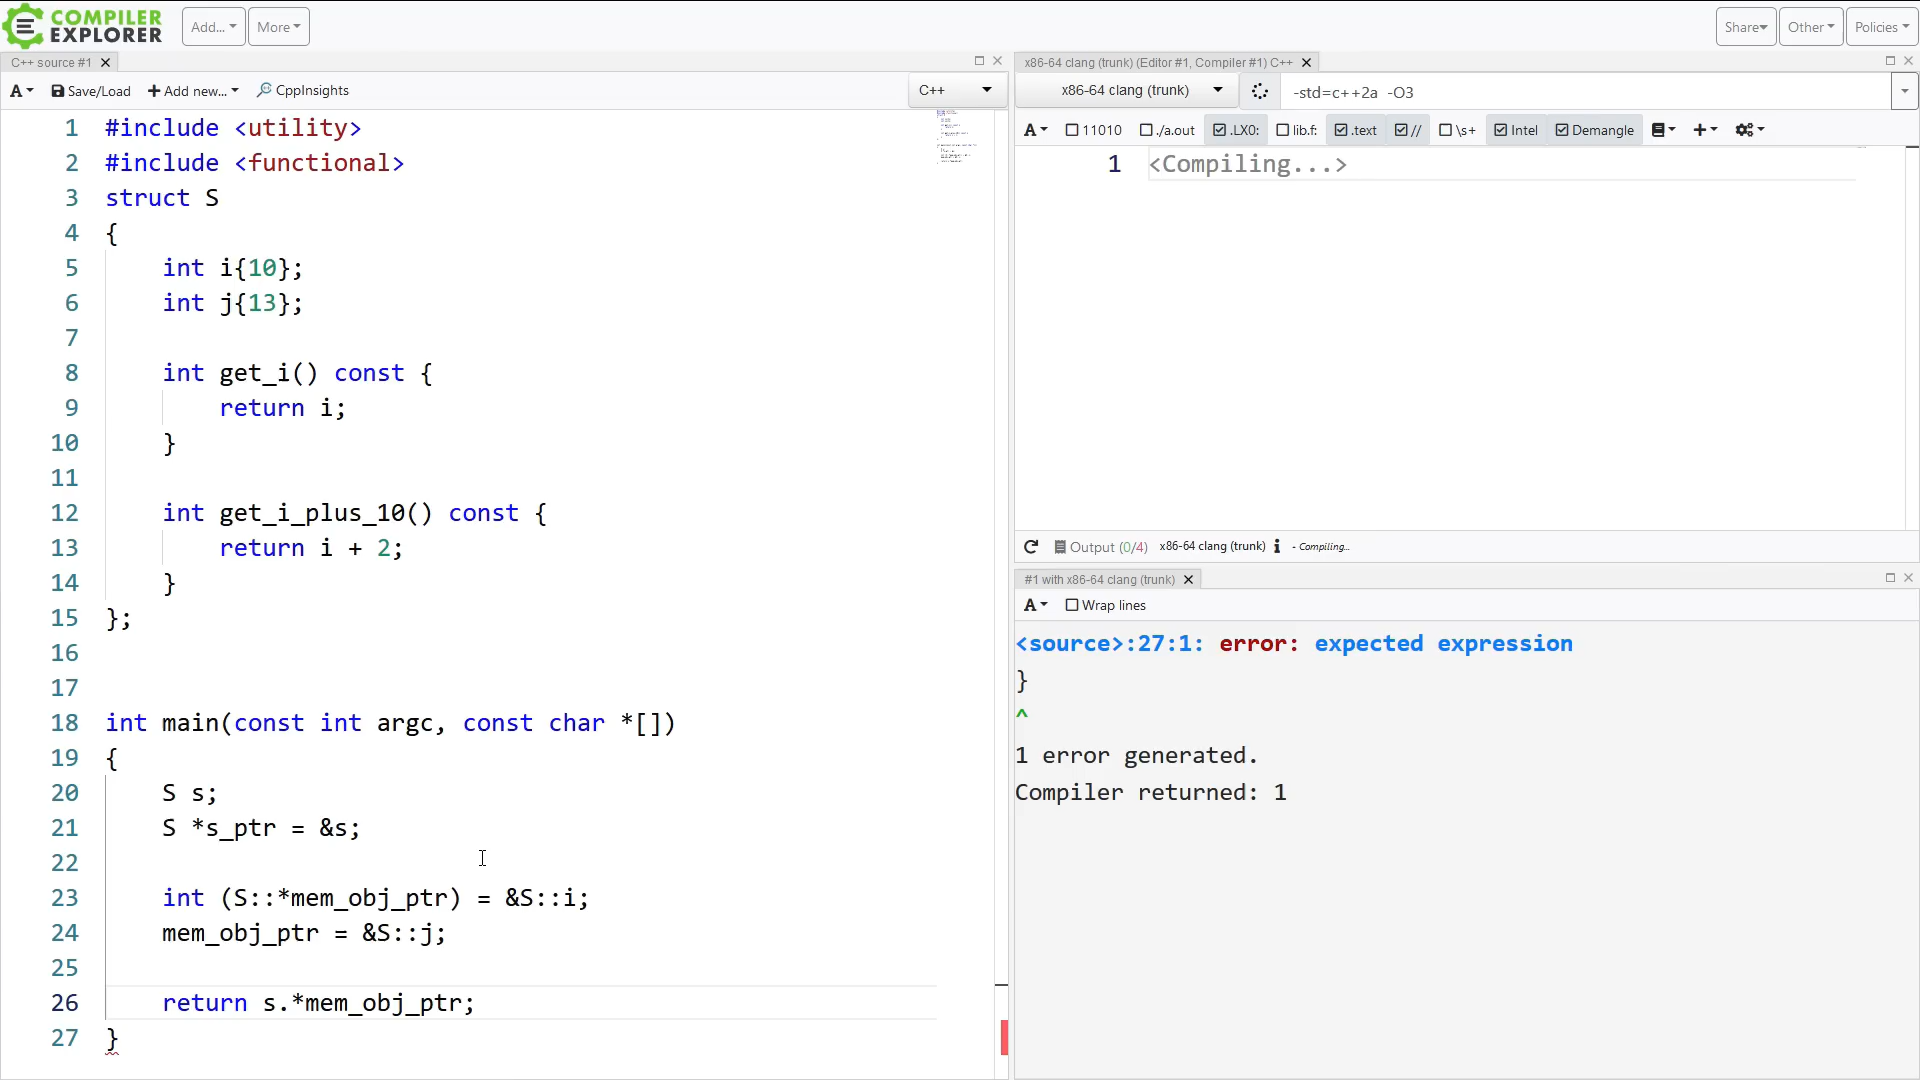 COMPILER
EXPLORER
Add...
More
Share
Other
Policies
C++ source #1
A
Save/Load
Add new...
CppInsights
C++
1 #include <utility>
2 #include <functional>
3 struct S
4 {
5 int i{10};
6 int j{13};
7
8 int get_i() const {
9 return i;
10 }
11
12 int get_i_plus_10() const {
13 return i + 2;
14 }
15 };
16
17
18 int main(const int argc, const char *[])
19 {
20 S s;
21 S *s_ptr = &s;
22
23 int (S::*mem_obj_ptr) = &S::i;
24 mem_obj_ptr = &S::j;
25
26 return s.*mem_obj_ptr;
27 }
x86-64 clang (trunk) (Editor #1, Compiler #1) C++
x86-64 clang (trunk)
-std=c++2a -O3
A
11010
./a.out
.LX0:
lib.f:
.text
//
\s+
Intel
Demangle
1 <Compiling...>
Output (0/4) x86-64 clang (trunk) i - Compiling...
#1 with x86-64 clang (trunk)
A
Wrap lines
<source>:27:1: error: expected expression
}
^
1 error generated.
Compiler returned: 1